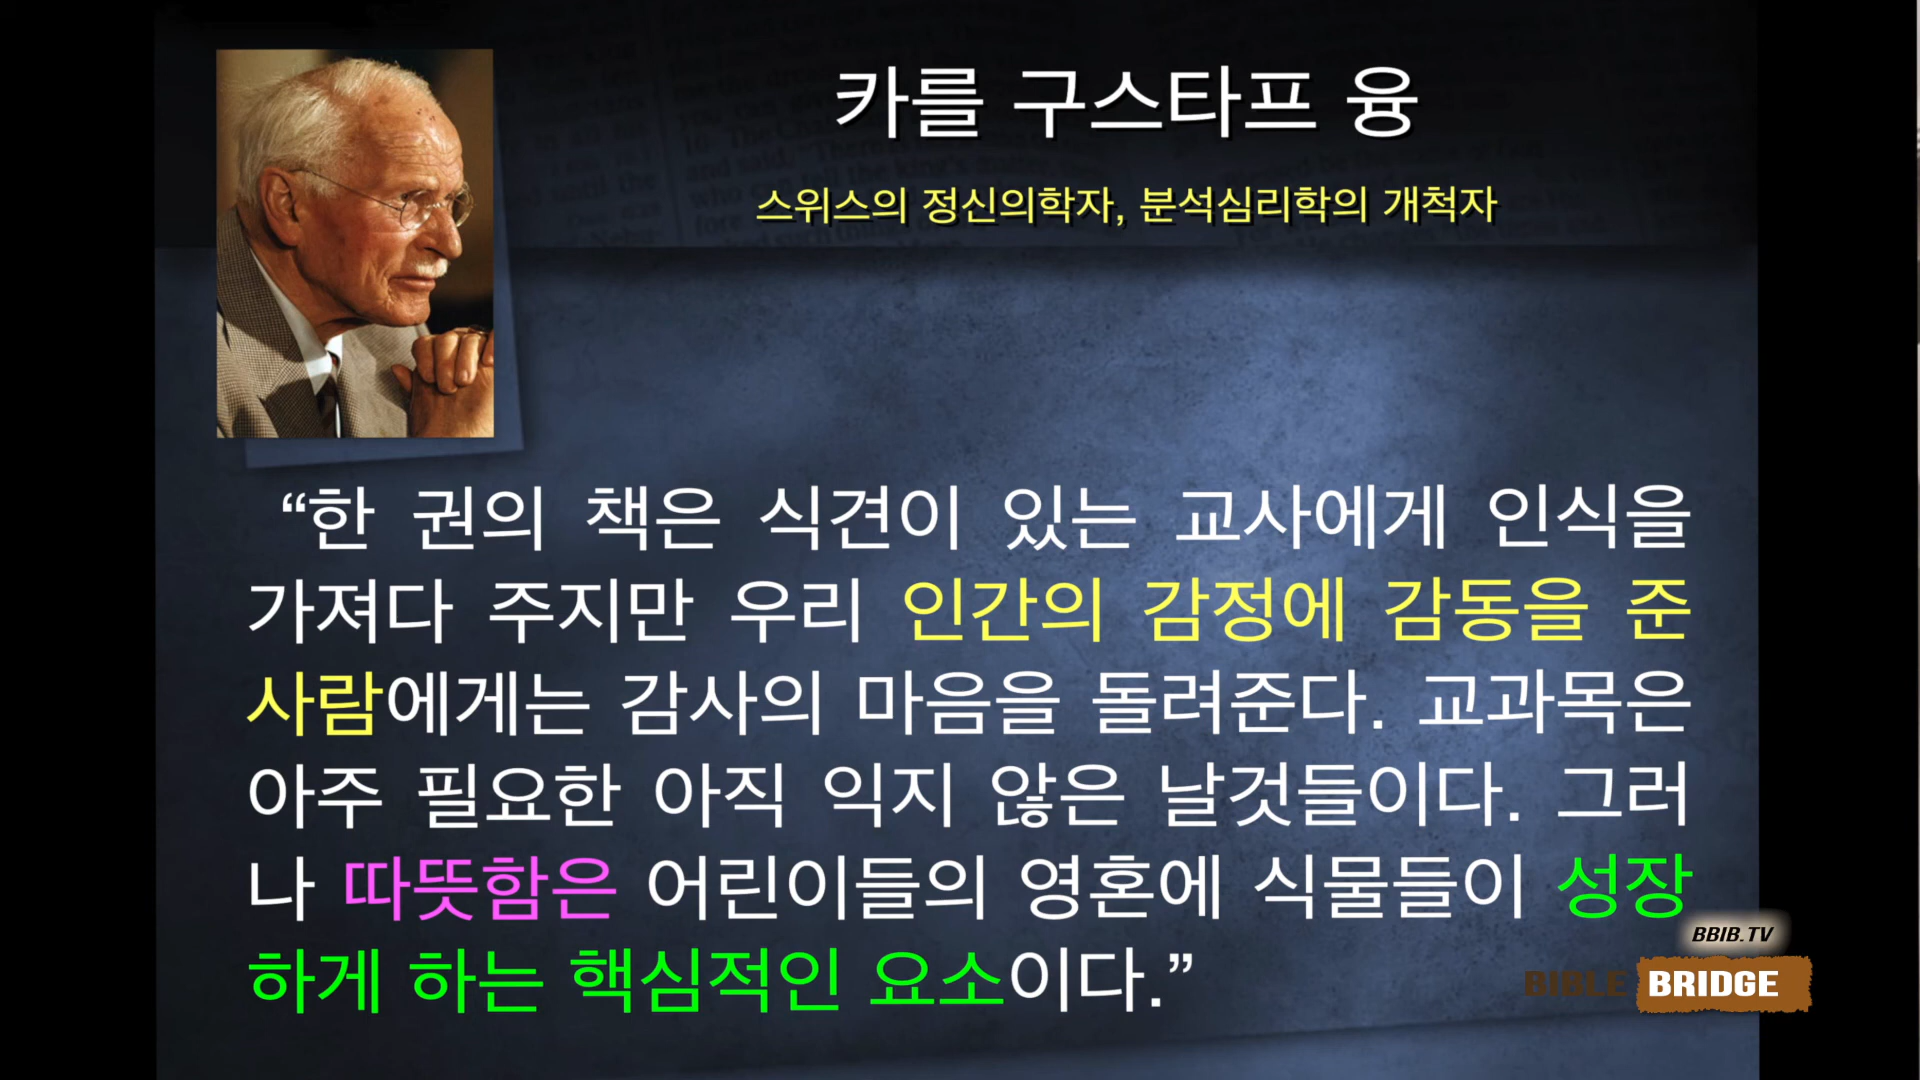 카를 구스타프 융
스위스의 정신의학자, 분석심리학의 개척자
“한 권의 책은 식견이 있는 교사에게 인식을
가져다 주지만 우리 인간의 감정에 감동을 준
사람에게는 감사의 마음을 돌려준다. 교과목은
아주 필요한 아직 익지 않은 날것들이다. 그러
나 따뜻함은 어린이들의 영혼에 식물들이 성장
하게 하는 핵심적인 요소이다.”
BBIB.TV
BIBLE BRIDGE